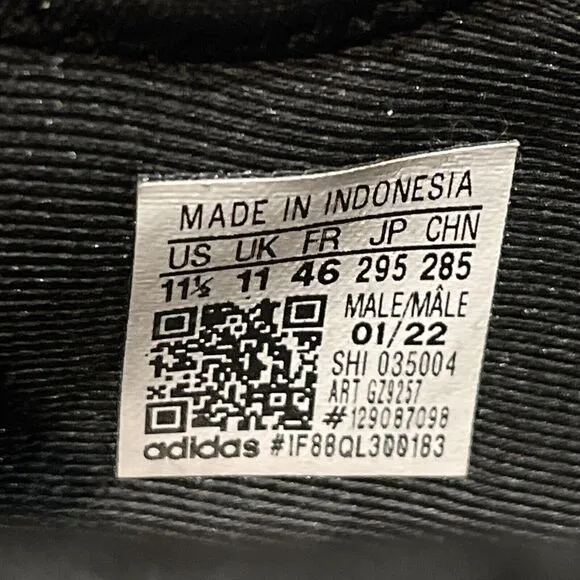 MADE IN INDONESIA
US UK FR JP CHN
11½ 11 46 295 285
MALE/MÂLE
01/22
SHI 035004
ART GZ9257
#129087098
adidas #1F88QL300183